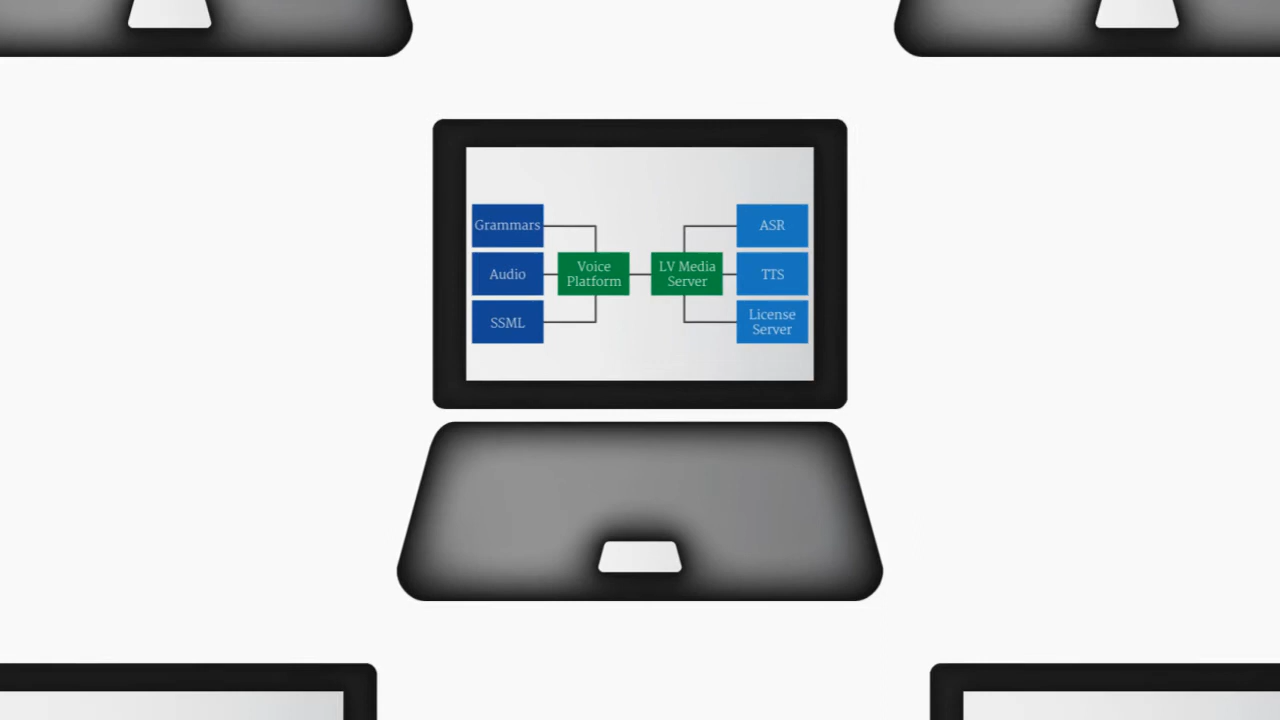 Grammars
Audio
SSML
Voice
Platform
LV Media
Server
ASR
TTS
License
Server